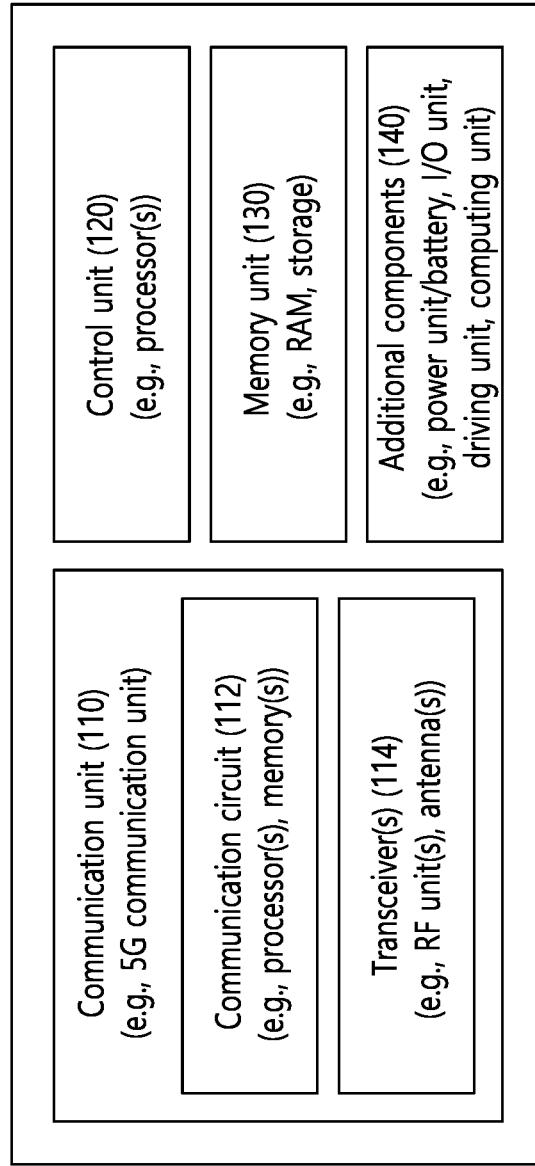 Communication unit (110)
(e.g., 5G communication unit)
Communication circuit (112)
(e.g., processor(s), memory(s))
Transceiver(s) (114)
(e.g., RF unit(s), antenna(s))
Control unit (120)
(e.g., processor(s))
Memory unit (130)
(e.g., RAM, storage)
Additional components (140)
(e.g., power unit/battery, I/O unit,
driving unit, computing unit)